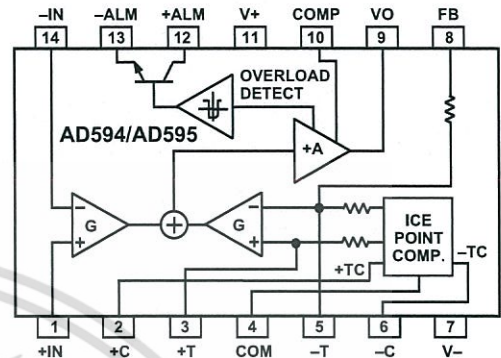 –IN –ALM +ALM V+ COMP VO FB
14 13 12 11 10 9 8
OVERLOAD
DETECT
AD594/AD595
+A
– –
G G
+ +
+
ICE
POINT
COMP.
–TC
+TC
1 2 3 4 5 6 7
+IN +C +T COM –T –C V–